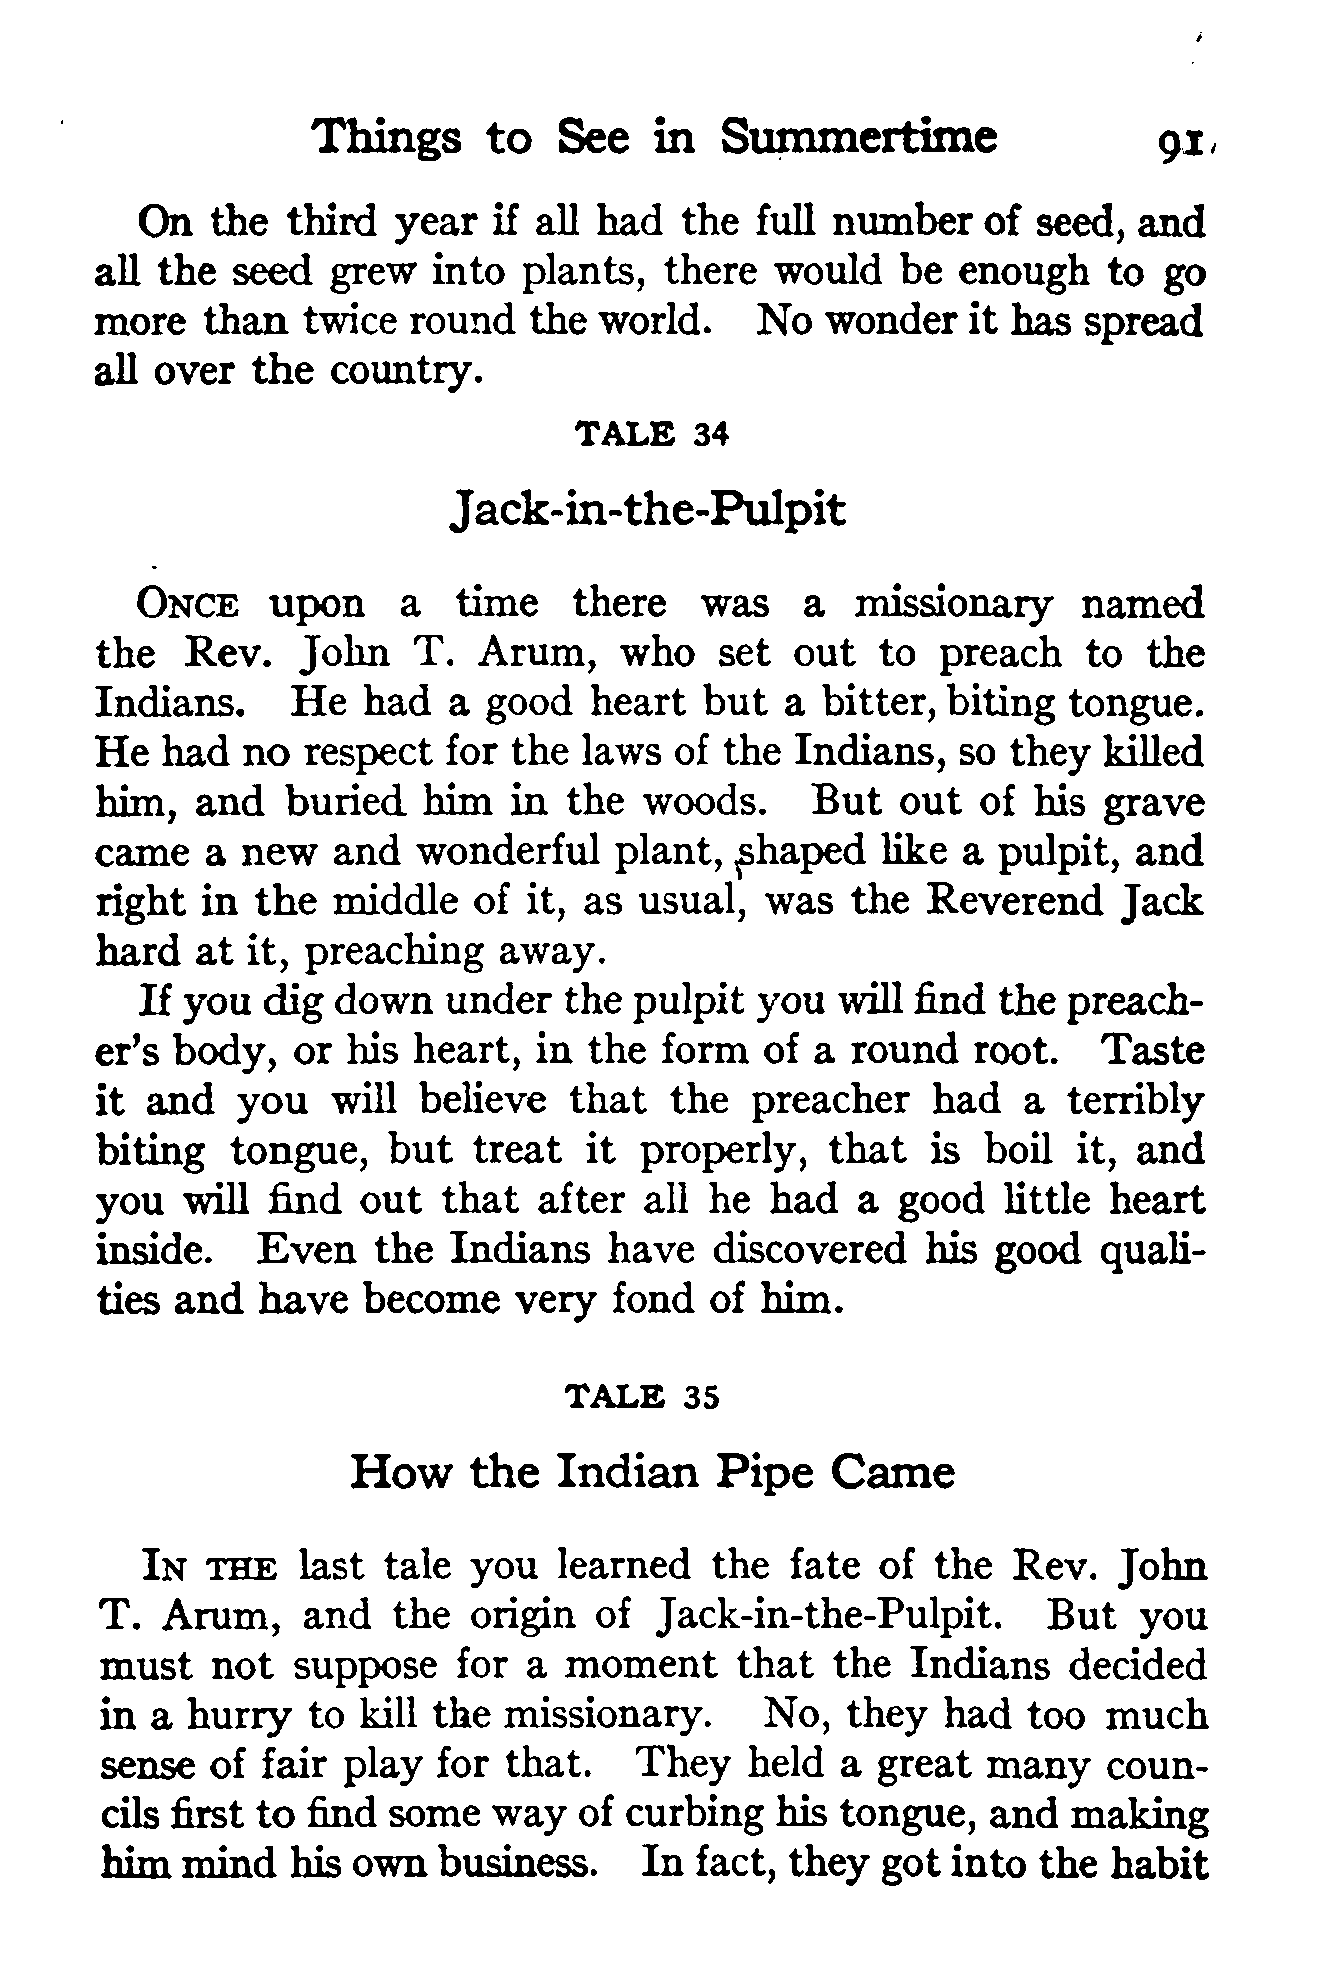 Things to See in Summertime 91
On the third year if all had the full number of seed, and
all the seed grew into plants, there would be enough to go
more than twice round the world. No wonder it has spread
all over the country.
TALE 34
Jack-in-the-Pulpit
ONCE upon a time there was a missionary named
the Rev. John T. Arum, who set out to preach to the
Indians. He had a good heart but a bitter, biting tongue.
He had no respect for the laws of the Indians, so they killed
him, and buried him in the woods. But out of his grave
came a new and wonderful plant, shaped like a pulpit, and
right in the middle of it, as usual, was the Reverend Jack
hard at it, preaching away.
If you dig down under the pulpit you will find the preach-
er's body, or his heart, in the form of a round root. Taste
it and you will believe that the preacher had a terribly
biting tongue, but treat it properly, that is boil it, and
you will find out that after all he had a good little heart
inside. Even the Indians have discovered his good quali-
ties and have become very fond of him.
TALE 35
How the Indian Pipe Came
IN THE last tale you learned the fate of the Rev. John
T. Arum, and the origin of Jack-in-the-Pulpit. But you
must not suppose for a moment that the Indians decided
in a hurry to kill the missionary. No, they had too much
sense of fair play for that. They held a great many coun-
cils first to find some way of curbing his tongue, and making
him mind his own business. In fact, they got into the habit